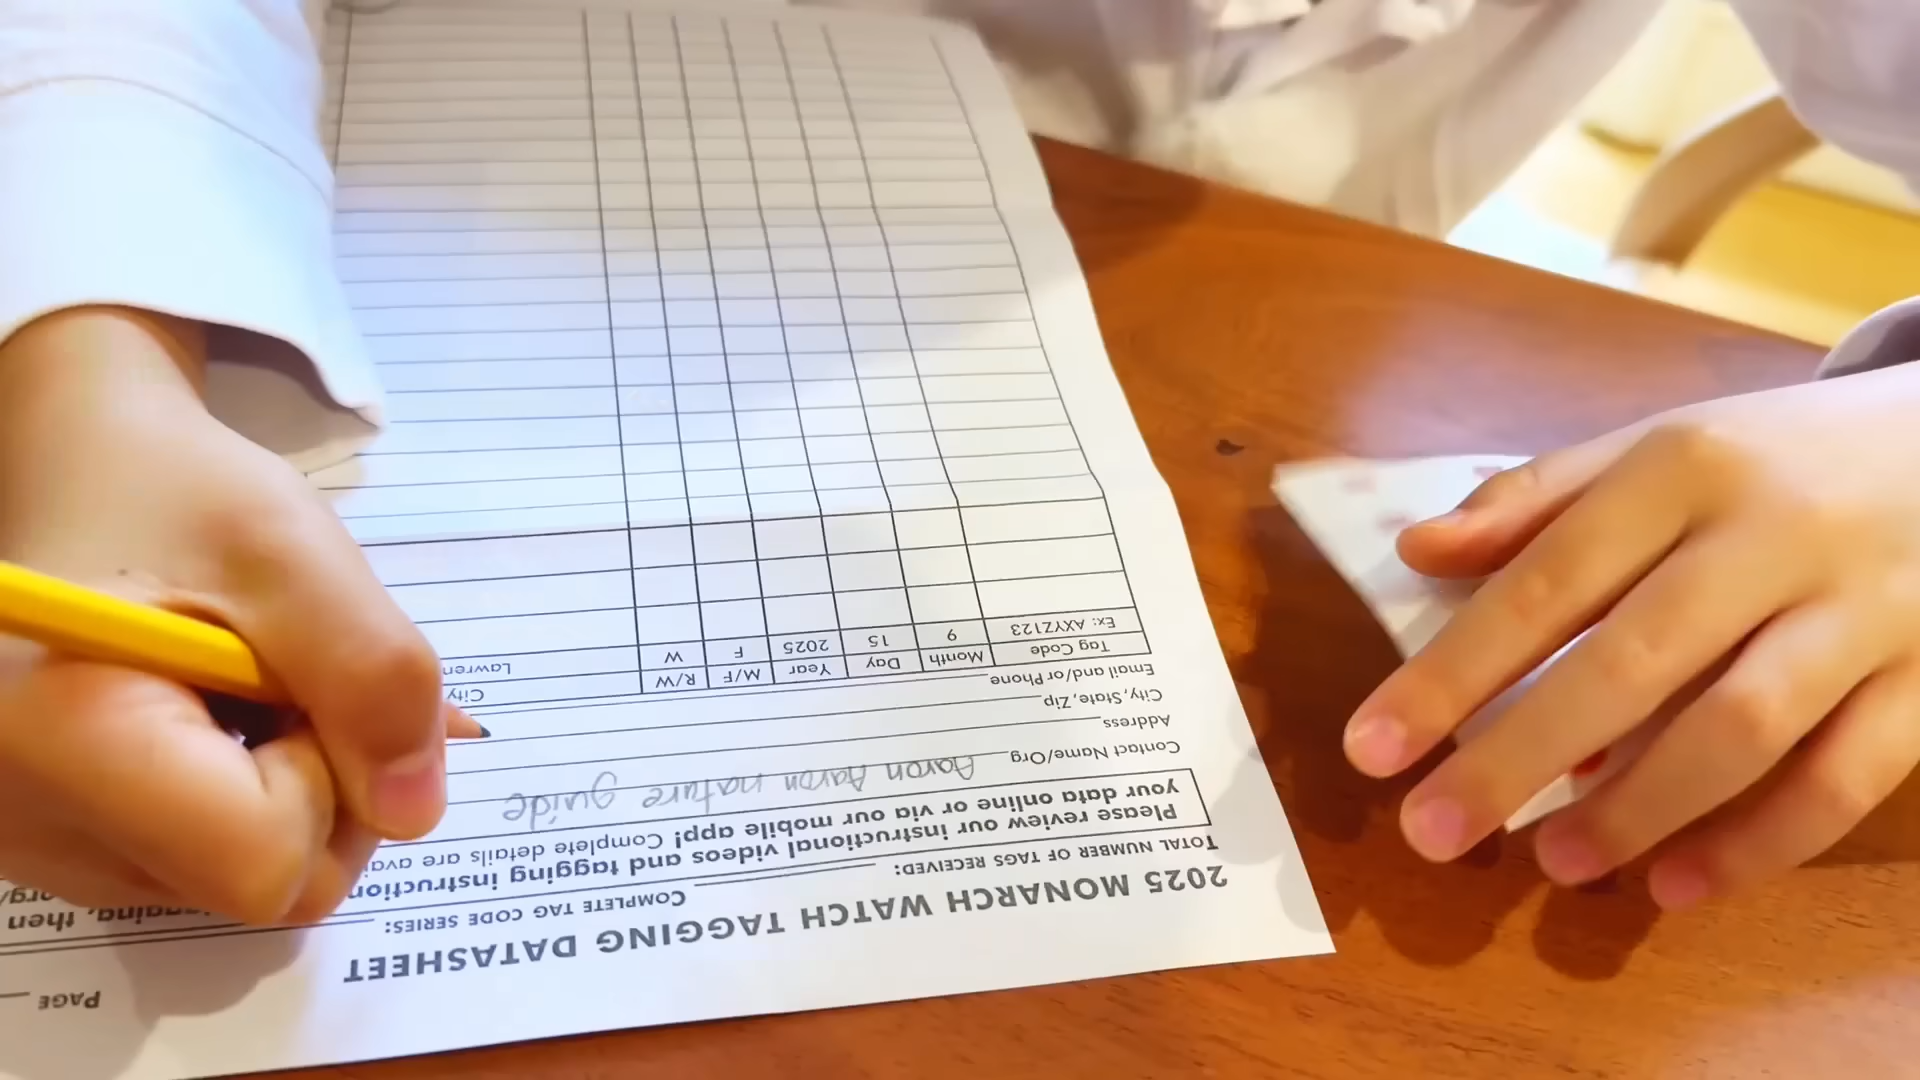 PAGE
2025 MONARCH WATCH TAGGING DATASHEET
TOTAL NUMBER OF TAGS RECEIVED: COMPLETE TAG CODE SERIES:
Please review our instructional videos and tagging instruction then
your data online or via our mobile app! Complete details are ava
Contact Name/Org Aaron Aaron nature guide
Address
City, State, Zip
Email and/or Phone
Tag Code Month Day Year M/F R/W City
Ex: AXYZ123 9 15 2025 F W Lawren